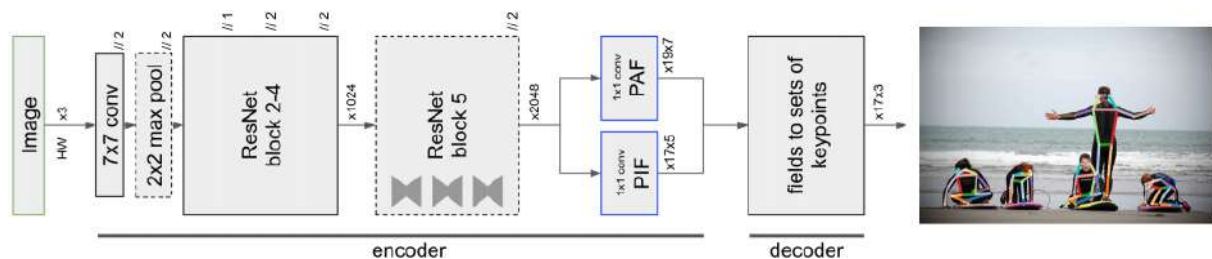 Image
HW
x3
7x7 conv
// 2
2x2 max pool
// 2
// 1
// 2
// 2
ResNet
block 2-4
x1024
// 2
ResNet
block 5
x2048
1x1 conv
PAF
x19x7
1x1 conv
PIF
x17x5
fields to sets of
keypoints
x17x3
encoder
decoder